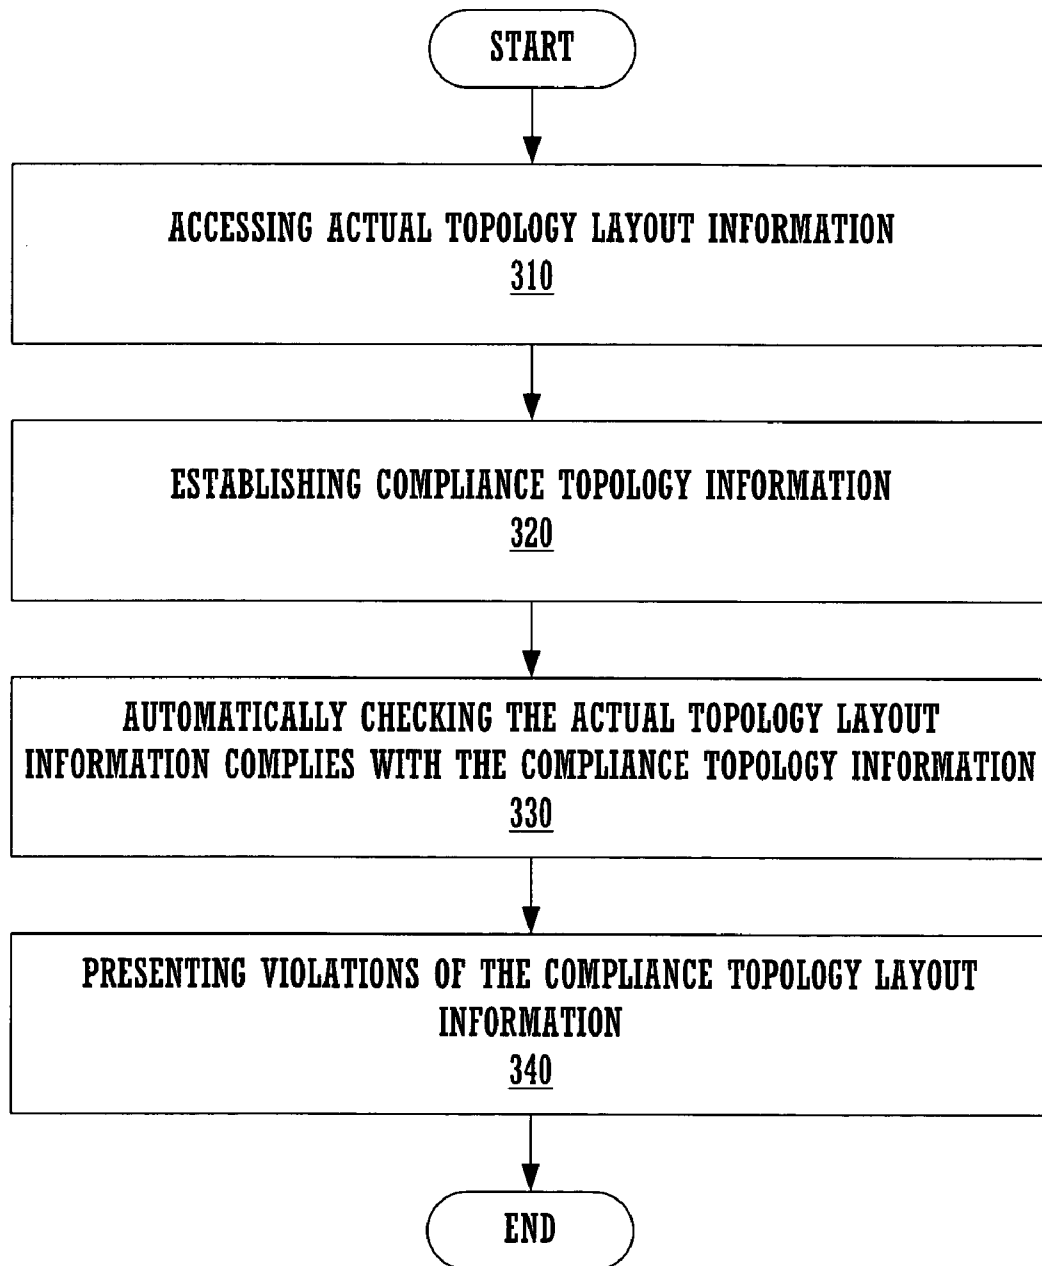 START
ACCESSING ACTUAL TOPOLOGY LAYOUT INFORMATION
310
ESTABLISHING COMPLIANCE TOPOLOGY INFORMATION
320
AUTOMATICALLY CHECKING THE ACTUAL TOPOLOGY LAYOUT
INFORMATION COMPLIES WITH THE COMPLIANCE TOPOLOGY INFORMATION
330
PRESENTING VIOLATIONS OF THE COMPLIANCE TOPOLOGY LAYOUT
INFORMATION
340
END